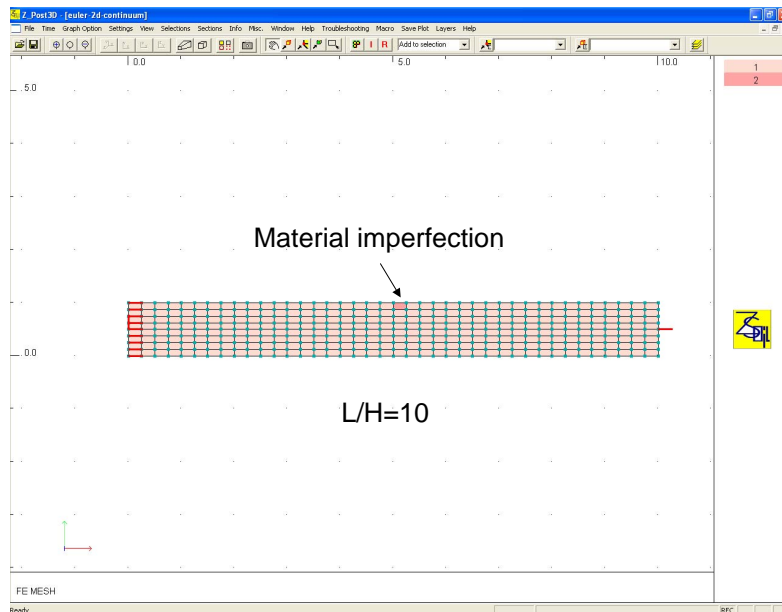 Z_Post3D - [euler-2d-continuum]
File Time Graph Option Settings View Selections Sections Info Misc. Window Help Troubleshooting Macro Save Plot Layers Help
I R Add to selection
0.0 5.0 10.0
5.0
1
2
Material imperfection
0.0
L/H=10
FE MESH
Ready
REC